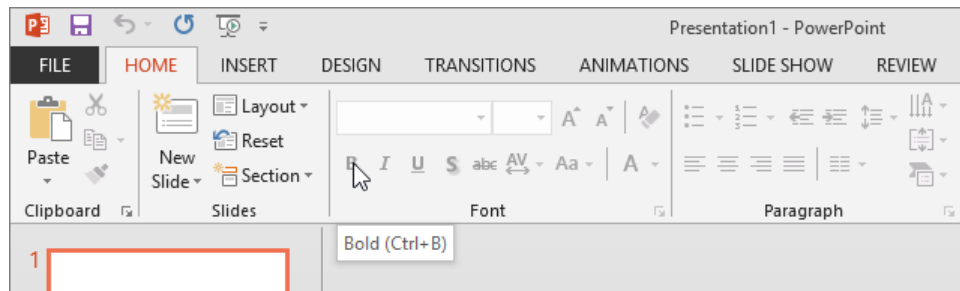 Presentation1 - PowerPoint
FILE HOME INSERT DESIGN TRANSITIONS ANIMATIONS SLIDE SHOW REVIEW
Layout
Reset
Paste
New Slide
Section
B I U S abc AV Aa A
Clipboard Slides Font Paragraph
Bold (Ctrl+B)
1